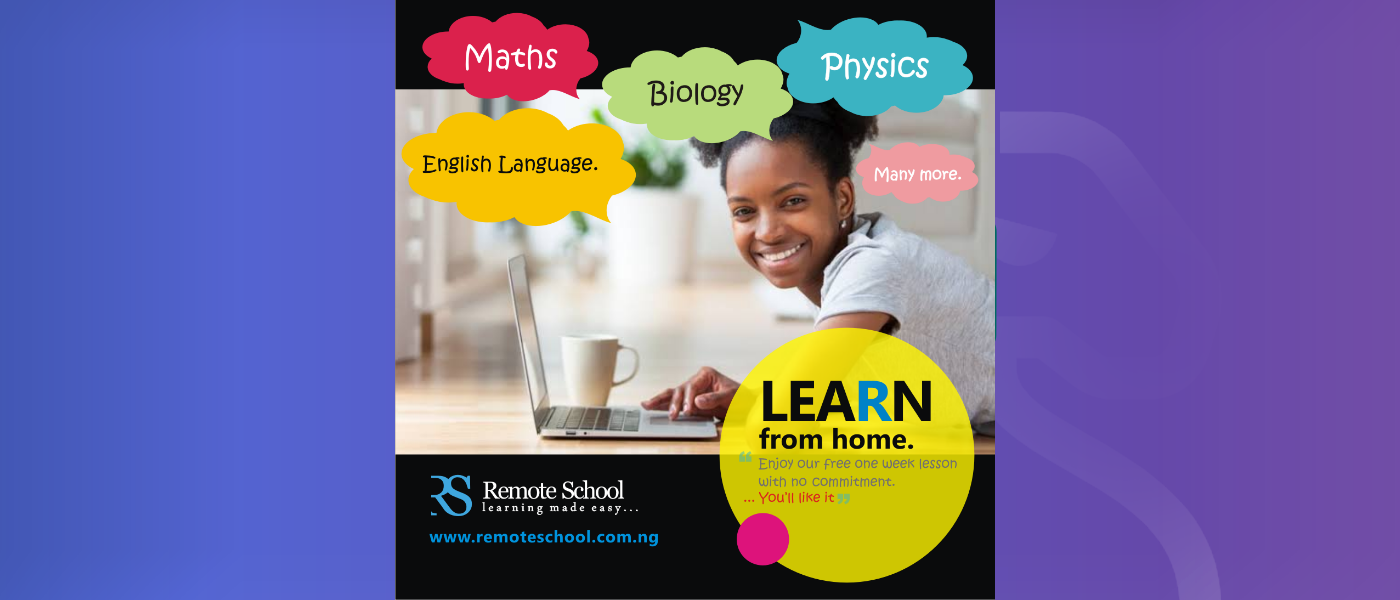 Maths
Biology
Physics
English Language.
Many more.
LEARN
from home.
“ Enjoy our free one week lesson
with no commitment.
... You'll like it ”
RS
Remote School
learning made easy...
www.remoteschool.com.ng